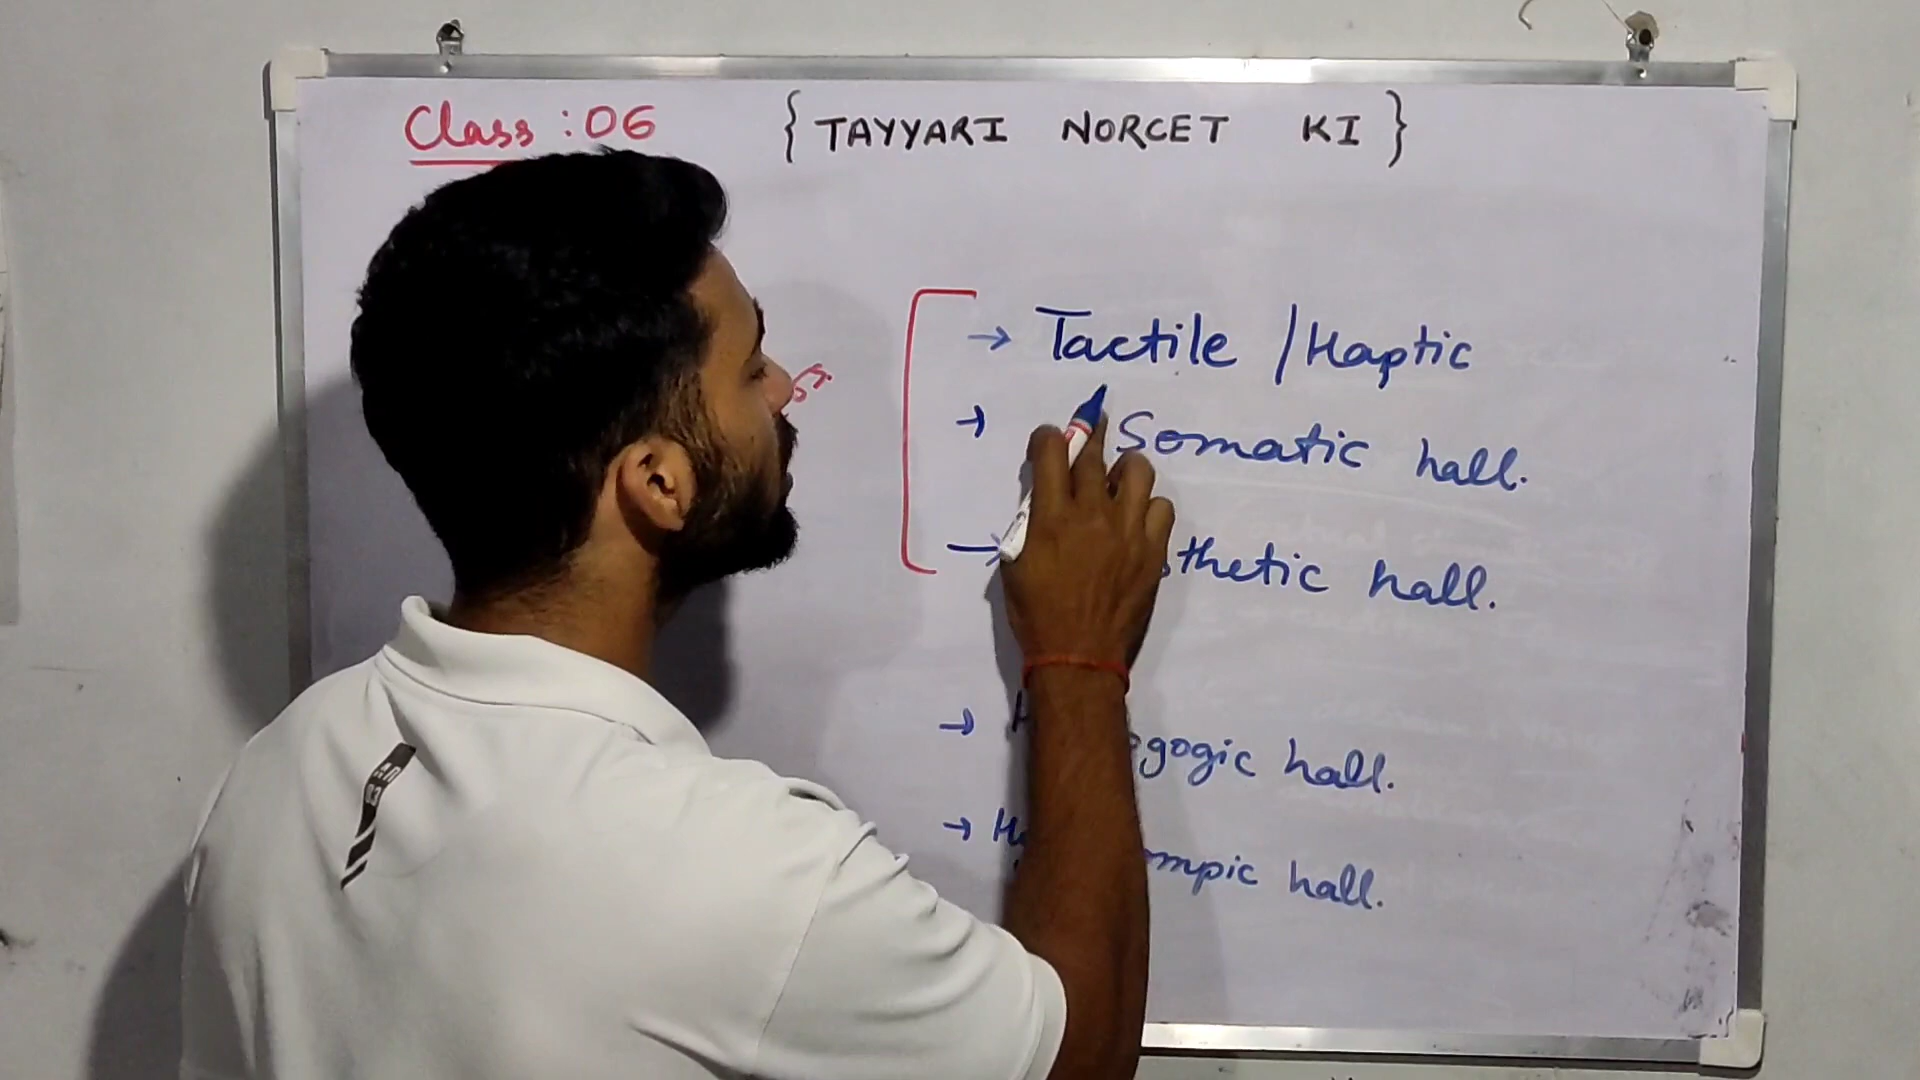 Class : 06 { TAYYARI NORCET KI }
→ Tactile / Haptic
→ Somatic hall.
→ thetic hall.
→ gogic hall.
→ mpic hall.